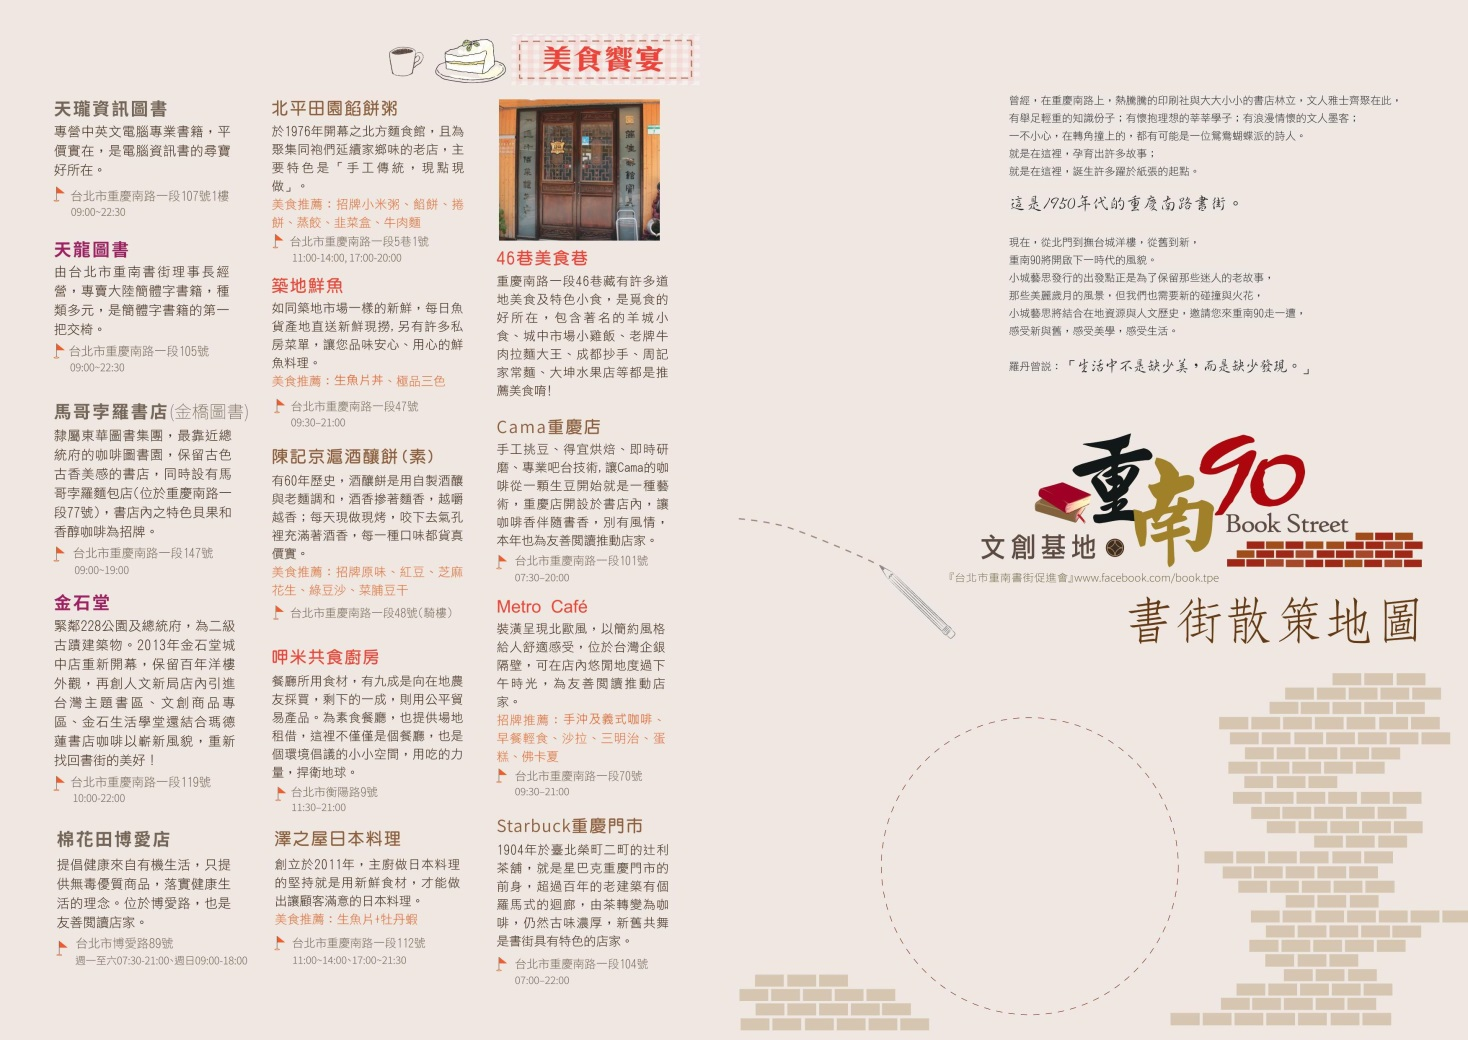 美食饗宴
天瓏資訊圖書
專營中英文電腦專業書籍，平
價實在，是電腦資訊書的尋寶
好所在。
台北市重慶南路一段107號1樓
09:00~22:30
天龍圖書
由台北市重南書街理事長經
營，專賣大陸簡體字書籍，種
類多元，是簡體字書籍的第一
把交椅。
台北市重慶南路一段105號
09:00~22:30
馬哥孛羅書店(金橋圖書)
隸屬東華圖書集團，最靠近總
統府的咖啡圖書園，保留古色
古香美感的書店，同時設有馬
哥孛羅麵包店(位於重慶南路一
段77號)，書店內之特色貝果和
香醇咖啡為招牌。
台北市重慶南路一段147號
09:00~19:00
金石堂
緊鄰228公園及總統府，為二級
古蹟建築物。2013年金石堂城
中店重新開幕，保留百年洋樓
外觀，再創人文新局店內引進
台灣主題書區、文創商品專
區、金石生活學堂還結合瑪德
蓮書店咖啡以嶄新風貌，重新
找回書街的美好！
台北市重慶南路一段119號
10:00-22:00
棉花田博愛店
提倡健康來自有機生活，只提
供無毒優質商品，落實健康生
活的理念。位於博愛路，也是
友善閱讀店家。
台北市博愛路89號
週一至六07:30-21:00、週日09:00-18:00
北平田園餡餅粥
於1976年開幕之北方麵食館，且為
聚集同袍們延續家鄉味的老店，主
要特色是「手工傳統，現點現
做」。
美食推薦：招牌小米粥、餡餅、捲
餅、蒸餃、韭菜盒、牛肉麵
台北市重慶南路一段5巷1號
11:00-14:00, 17:00-20:00
築地鮮魚
如同築地市場一樣的新鮮，每日魚
貨產地直送新鮮現撈,另有許多私
房菜單，讓您品味安心、用心的鮮
魚料理。
美食推薦：生魚片丼、極品三色
台北市重慶南路一段47號
09:30–21:00
陳記京滬酒釀餅(素)
有60年歷史，酒釀餅是用自製酒釀
與老麵調和，酒香摻著麵香，越嚼
越香；每天現做現烤，咬下去氣孔
裡充滿著酒香，每一種口味都貨真
價實。
美食推薦：招牌原味、紅豆、芝麻
花生、綠豆沙、菜脯豆干
台北市重慶南路一段48號(騎樓)
呷米共食廚房
餐廳所用食材，有九成是向在地農
友採買，剩下的一成，則用公平貿
易產品。為素食餐廳，也提供場地
租借，這裡不僅僅是個餐廳，也是
個環境倡議的小小空間，用吃的力
量，捍衛地球。
台北市衡陽路9號
11:30–21:00
澤之屋日本料理
創立於2011年，主廚做日本料理
的堅持就是用新鮮食材，才能做
出讓顧客滿意的日本料理。
美食推薦：生魚片+牡丹蝦
台北市重慶南路一段112號
11:00~14:00、17:00~21:30
46巷美食巷
重慶南路一段46巷藏有許多道
地美食及特色小食，是覓食的
好所在，包含著名的羊城小
食、城中市場小雞飯、老牌牛
肉拉麵大王、成都抄手、周記
家常麵、大坤水果店等都是推
薦美食唷!
Cama重慶店
手工挑豆、得宜烘焙、即時研
磨、專業吧台技術,讓Cama的咖
啡從一顆生豆開始就是一種藝
術，重慶店開設於書店內，讓
咖啡香伴隨書香，別有風情，
本年也為友善閱讀推動店家。
台北市重慶南路一段101號
07:30–20:00
Metro Café
裝潢呈現北歐風，以簡約風格
給人舒適感受，位於台灣企銀
隔壁，可在店內悠閒地度過下
午時光，為友善閱讀推動店
家。
招牌推薦：手沖及義式咖啡、
早餐輕食、沙拉、三明治、蛋
糕、佛卡夏
台北市重慶南路一段70號
09:30–21:00
Starbuck重慶門市
1904年於臺北榮町二町的辻利
茶舖，就是星巴克重慶門市的
前身，超過百年的老建築有個
羅馬式的迴廊，由茶轉變為咖
啡，仍然古味濃厚，新舊共舞
是書街具有特色的店家。
台北市重慶南路一段104號
07:00–22:00
曾經，在重慶南路上，熱騰騰的印刷社與大大小小的書店林立，文人雅士齊聚在此，
有舉足輕重的知識份子；有懷抱理想的莘莘學子；有浪漫情懷的文人墨客；
一不小心，在轉角撞上的，都有可能是一位鴛鴦蝴蝶派的詩人。
就是在這裡，孕育出許多故事；
就是在這裡，誕生許多躍於紙張的起點。
這是1950年代的重慶南路書街。
現在，從北門到撫台城洋樓，從舊到新，
重南90將開啟下一時代的風貌。
小城藝思發行的出發點正是為了保留那些迷人的老故事，
那些美麗歲月的風景，但我們也需要新的碰撞與火花，
小城藝思將結合在地資源與人文歷史，邀請您來重南90走一遭，
感受新與舊，感受美學，感受生活。
羅丹曾說：「生活中不是缺少美，而是缺少發現。」
重南90
Book Street
文創基地
『台北市重南書街促進會』www.facebook.com/book.tpe
書街散策地圖